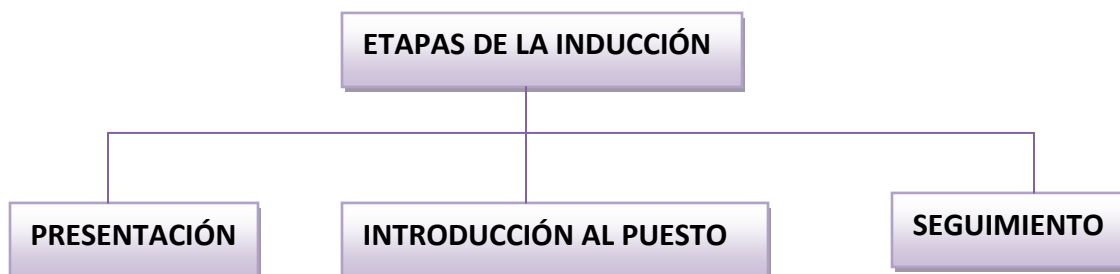 ETAPAS DE LA INDUCCIÓN
PRESENTACIÓN
INTRODUCCIÓN AL PUESTO
SEGUIMIENTO